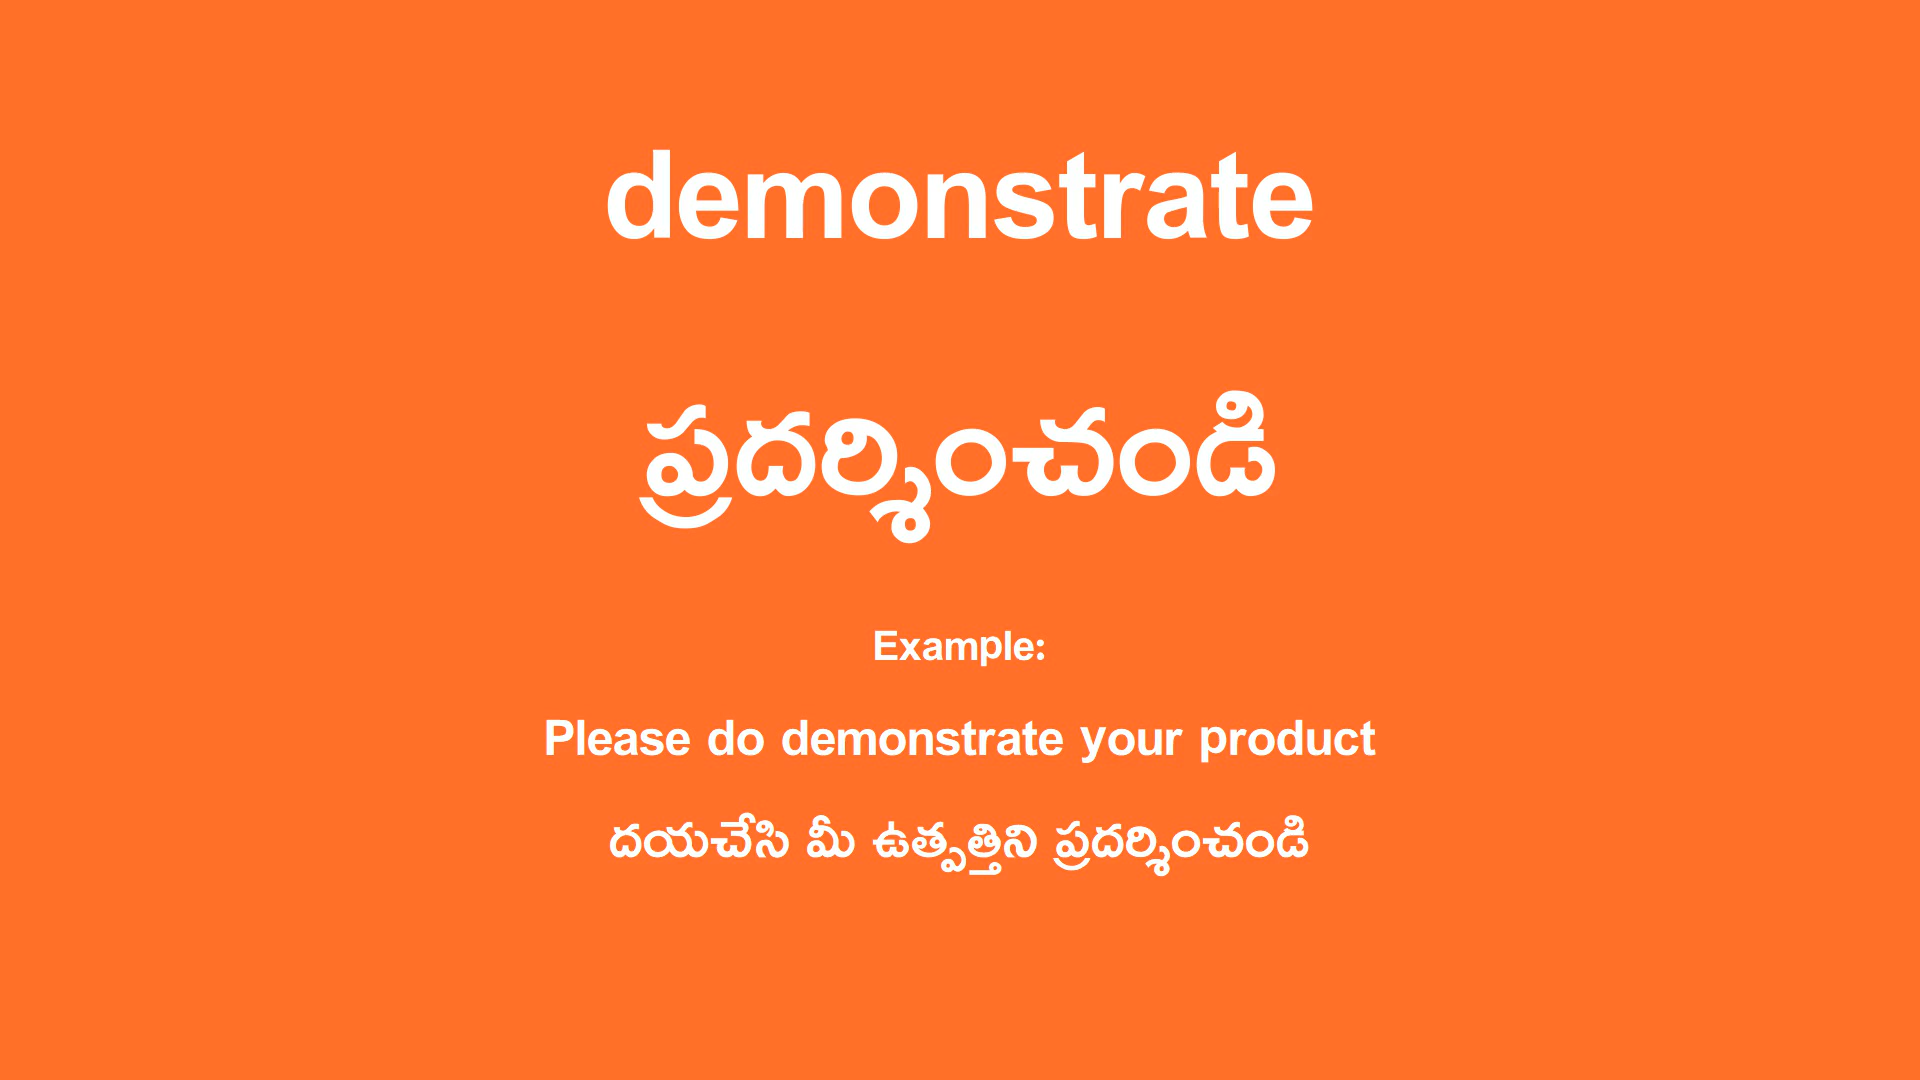 demonstrate
ప్రదర్శించండి
Example:
Please do demonstrate your product
దయచేసి మీ ఉత్పత్తిని ప్రదర్శించండి